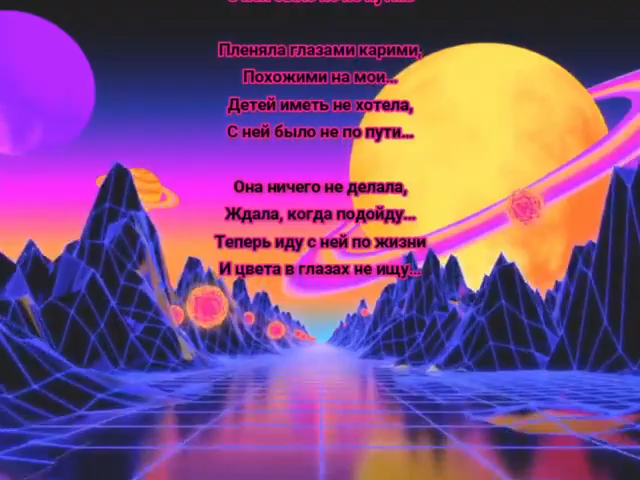 Пленяла глазами карими,
Похожими на мои...
Детей иметь не хотела,
С ней было не по пути...
Она ничего не делала,
Ждала, когда подойду...
Теперь иду с ней по жизни
И цвета в глазах не ищу...